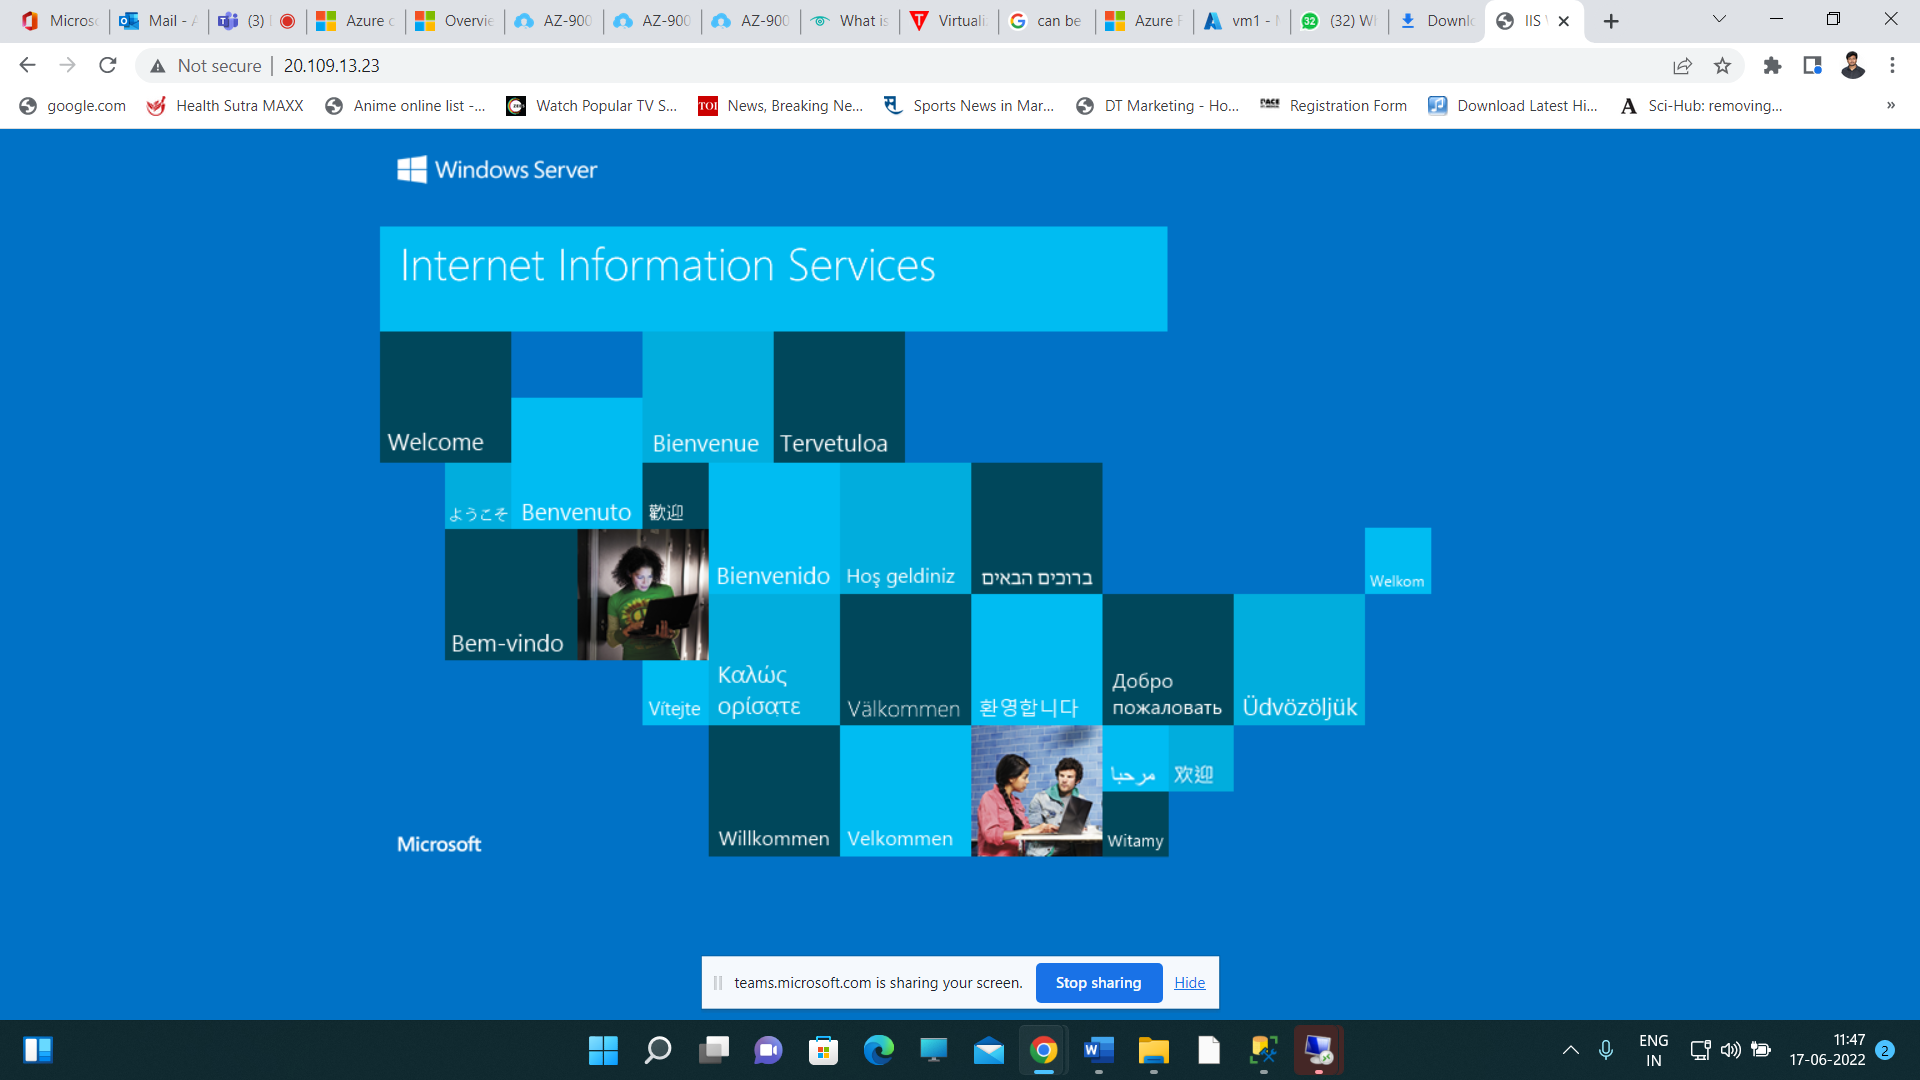 Microso
Mail - A
(3)
Azure c
Overvie
AZ-900
AZ-900
AZ-900
What is
Virtuali
can be
Azure F
vm1 - M
(32) Wh
Downlo
IIS
Not secure
20.109.13.23
google.com
Health Sutra MAXX
Anime online list -...
Watch Popular TV S...
TOI
News, Breaking Ne...
Sports News in Mar...
DT Marketing - Ho...
PACE
Registration Form
Download Latest Hi...
Sci-Hub: removing...
»
Windows Server
Internet Information Services
Welcome
Bienvenue
Tervetuloa
ようこそ
Benvenuto
歡迎
Bienvenido
Hoş geldiniz
ברוכים הבאים
Welkom
Bem-vindo
Vítejte
Καλώς
ορίσατε
Välkommen
환영합니다
Добро
пожаловать
Üdvözöljük
Willkommen
Velkommen
مرحبا
欢迎
Witamy
Microsoft
teams.microsoft.com is sharing your screen.
Stop sharing
Hide
ENG
IN
11:47
17-06-2022
2